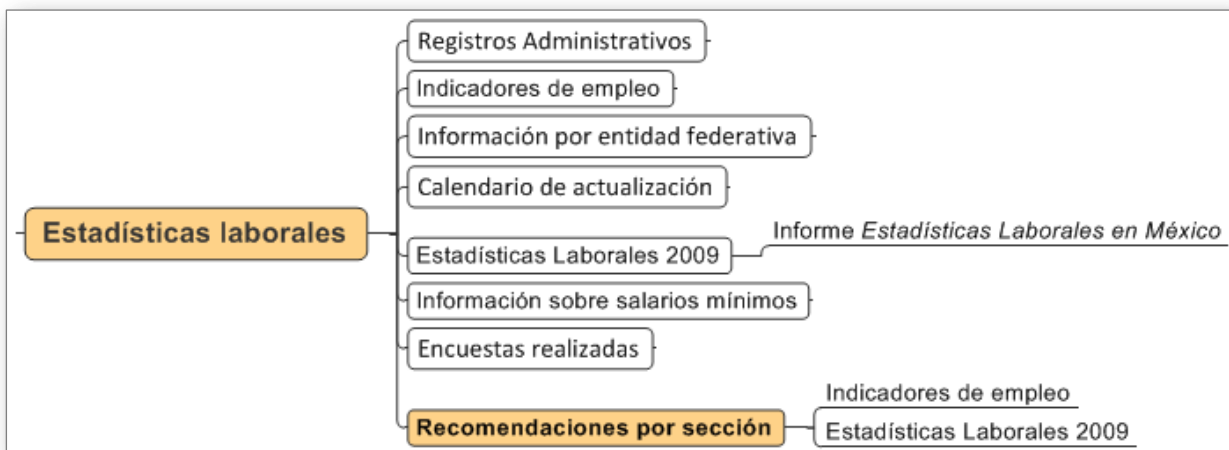 Registros Administrativos
Indicadores de empleo
Información por entidad federativa
Calendario de actualización
Estadísticas laborales
Informe Estadísticas Laborales en México
Estadísticas Laborales 2009
Información sobre salarios mínimos
Encuestas realizadas
Indicadores de empleo
Recomendaciones por sección
Estadísticas Laborales 2009